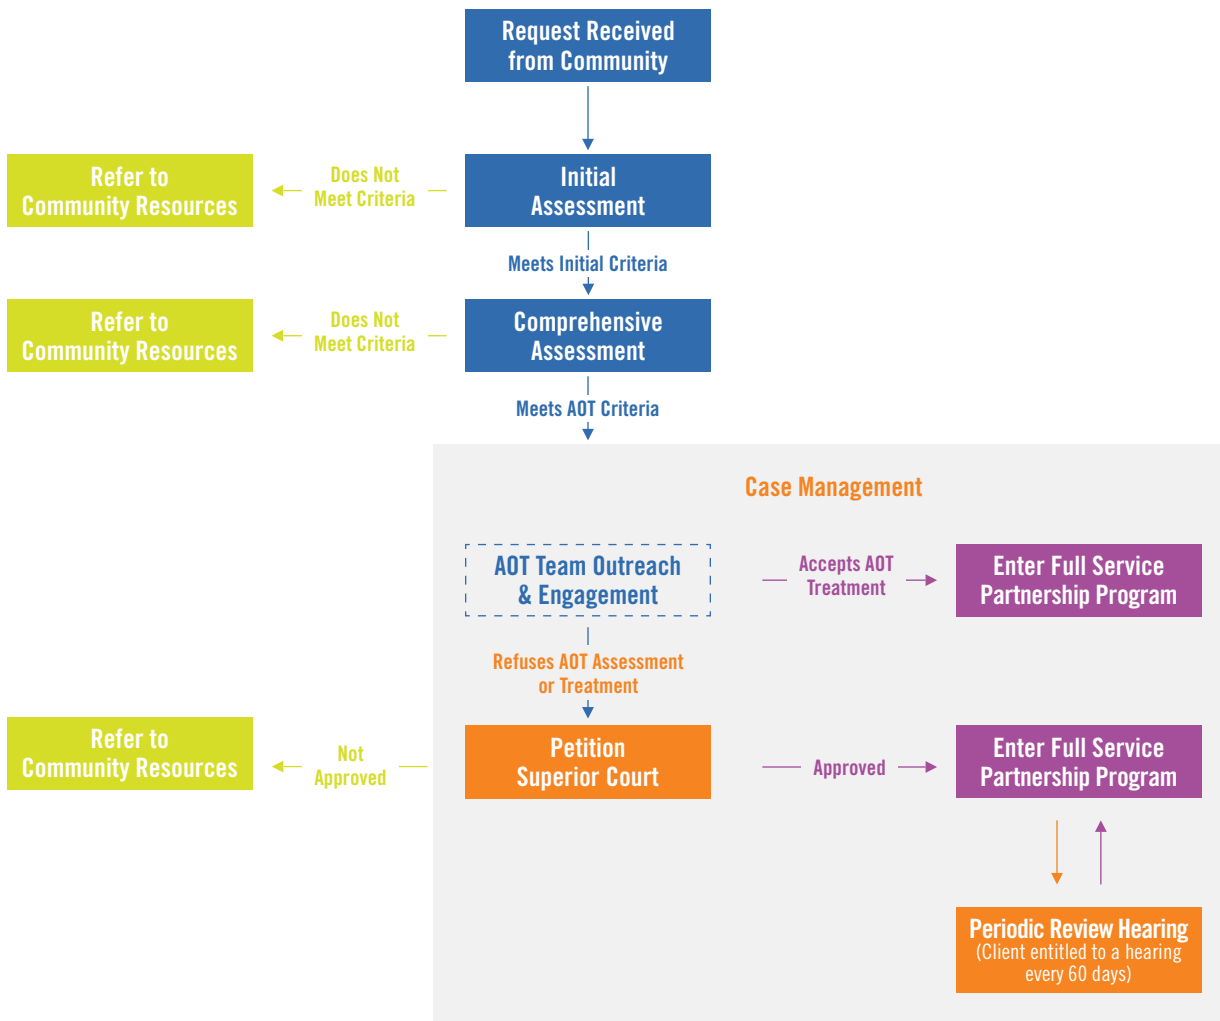 Request Received
from Community
Refer to
Community Resources
Does Not
Meet Criteria
Initial
Assessment
Meets Initial Criteria
Refer to
Community Resources
Does Not
Meet Criteria
Comprehensive
Assessment
Meets AOT Criteria
Case Management
AOT Team Outreach
& Engagement
Accepts AOT
Treatment
Enter Full Service
Partnership Program
Refuses AOT Assessment
or Treatment
Refer to
Community Resources
Not
Approved
Petition
Superior Court
Approved
Enter Full Service
Partnership Program
Periodic Review Hearing
(Client entitled to a hearing
every 60 days)